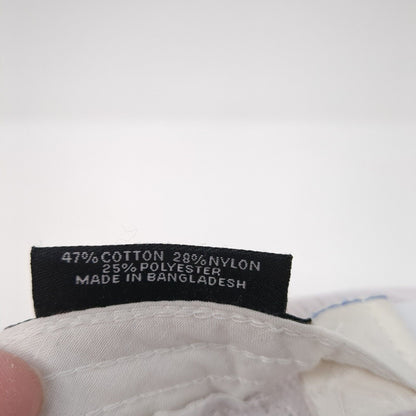 47% COTTON 28% NYLON
25% POLYESTER
MADE IN BANGLADESH